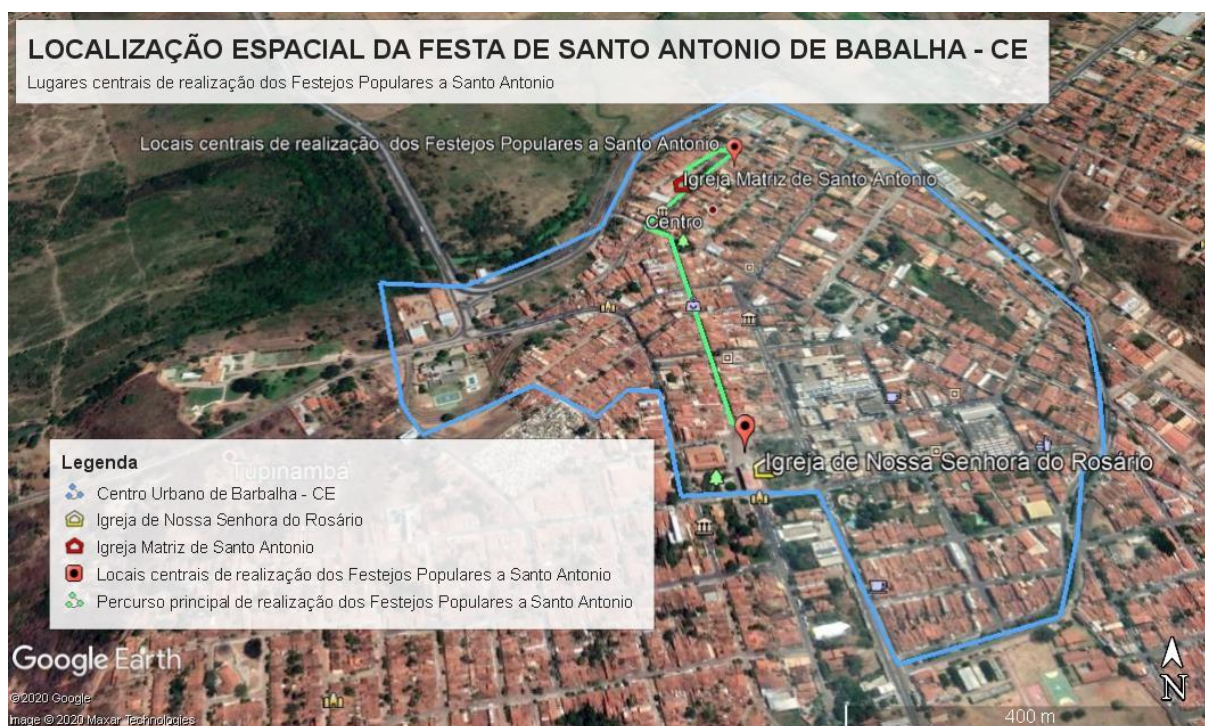 LOCALIZAÇÃO ESPACIAL DA FESTA DE SANTO ANTONIO DE BABALHA - CE
Lugares centrais de realização dos Festejos Populares a Santo Antonio
Locais centrais de realização dos Festejos Populares a Santo Antonio
Igreja Matriz de Santo Antonio
Centro
Igreja de Nossa Senhora do Rosário
Legenda
Tupinambá
Centro Urbano de Barbalha - CE
Igreja de Nossa Senhora do Rosário
Igreja Matriz de Santo Antonio
Locais centrais de realização dos Festejos Populares a Santo Antonio
Percurso principal de realização dos Festejos Populares a Santo Antonio
Google Earth
©2020 Google
Image © 2020 Maxar Technologies
400 m
N